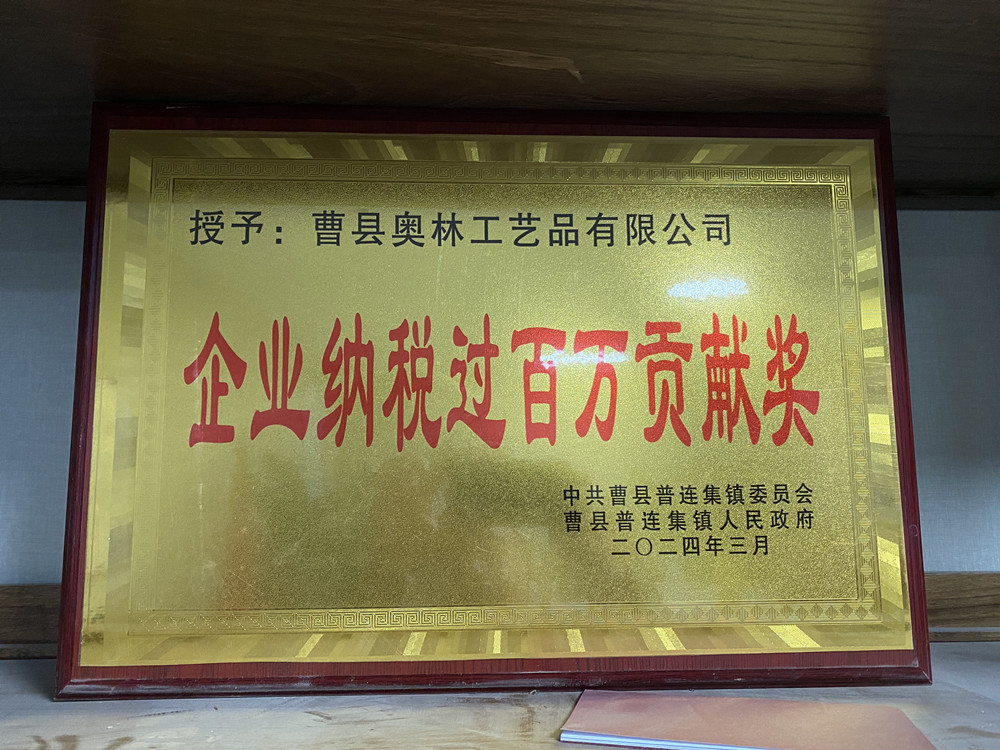 授予：曹县奥林工艺品有限公司
企业纳税过百万贡献奖
中共曹县普连集镇委员会
曹县普连集镇人民政府
二〇二四年三月